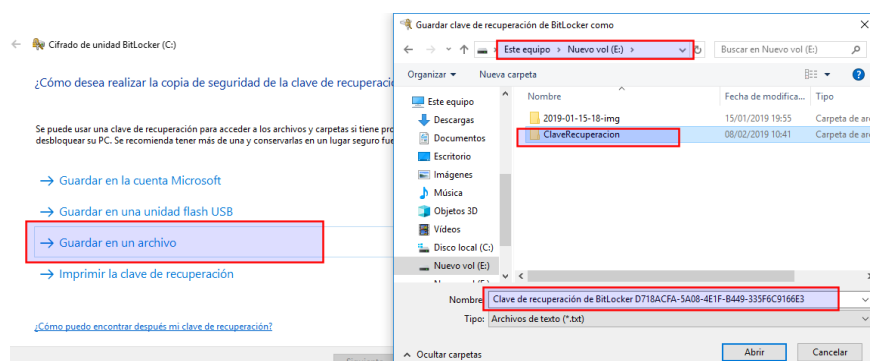 Cifrado de unidad BitLocker (C:)
¿Cómo desea realizar la copia de seguridad de la clave de recuperació
Se puede usar una clave de recuperación para acceder a los archivos y carpetas si tiene pro
desbloquear su PC. Se recomienda tener más de una y conservarlas en un lugar seguro fue
Guardar en la cuenta Microsoft
Guardar en una unidad flash USB
Guardar en un archivo
Imprimir la clave de recuperación
¿Cómo puedo encontrar después mi clave de recuperación?
Guardar clave de recuperación de BitLocker como
Este equipo > Nuevo vol (E:) >
Buscar en Nuevo vol (E:)
Organizar
Nueva carpeta
Nombre
Fecha de modifica...
Tipo
Este equipo
Descargas
Documentos
Escritorio
Imágenes
Música
Objetos 3D
Vídeos
Disco local (C:)
Nuevo vol (E:)
2019-01-15-18-img
15/01/2019 19:55
Carpeta de arc
ClaveRecuperacion
08/02/2019 10:41
Carpeta de arc
Nombre: Clave de recuperación de BitLocker D718ACFA-5A08-4E1F-B449-335F6C9166E3
Tipo: Archivos de texto (*.txt)
Ocultar carpetas
Abrir
Cancelar